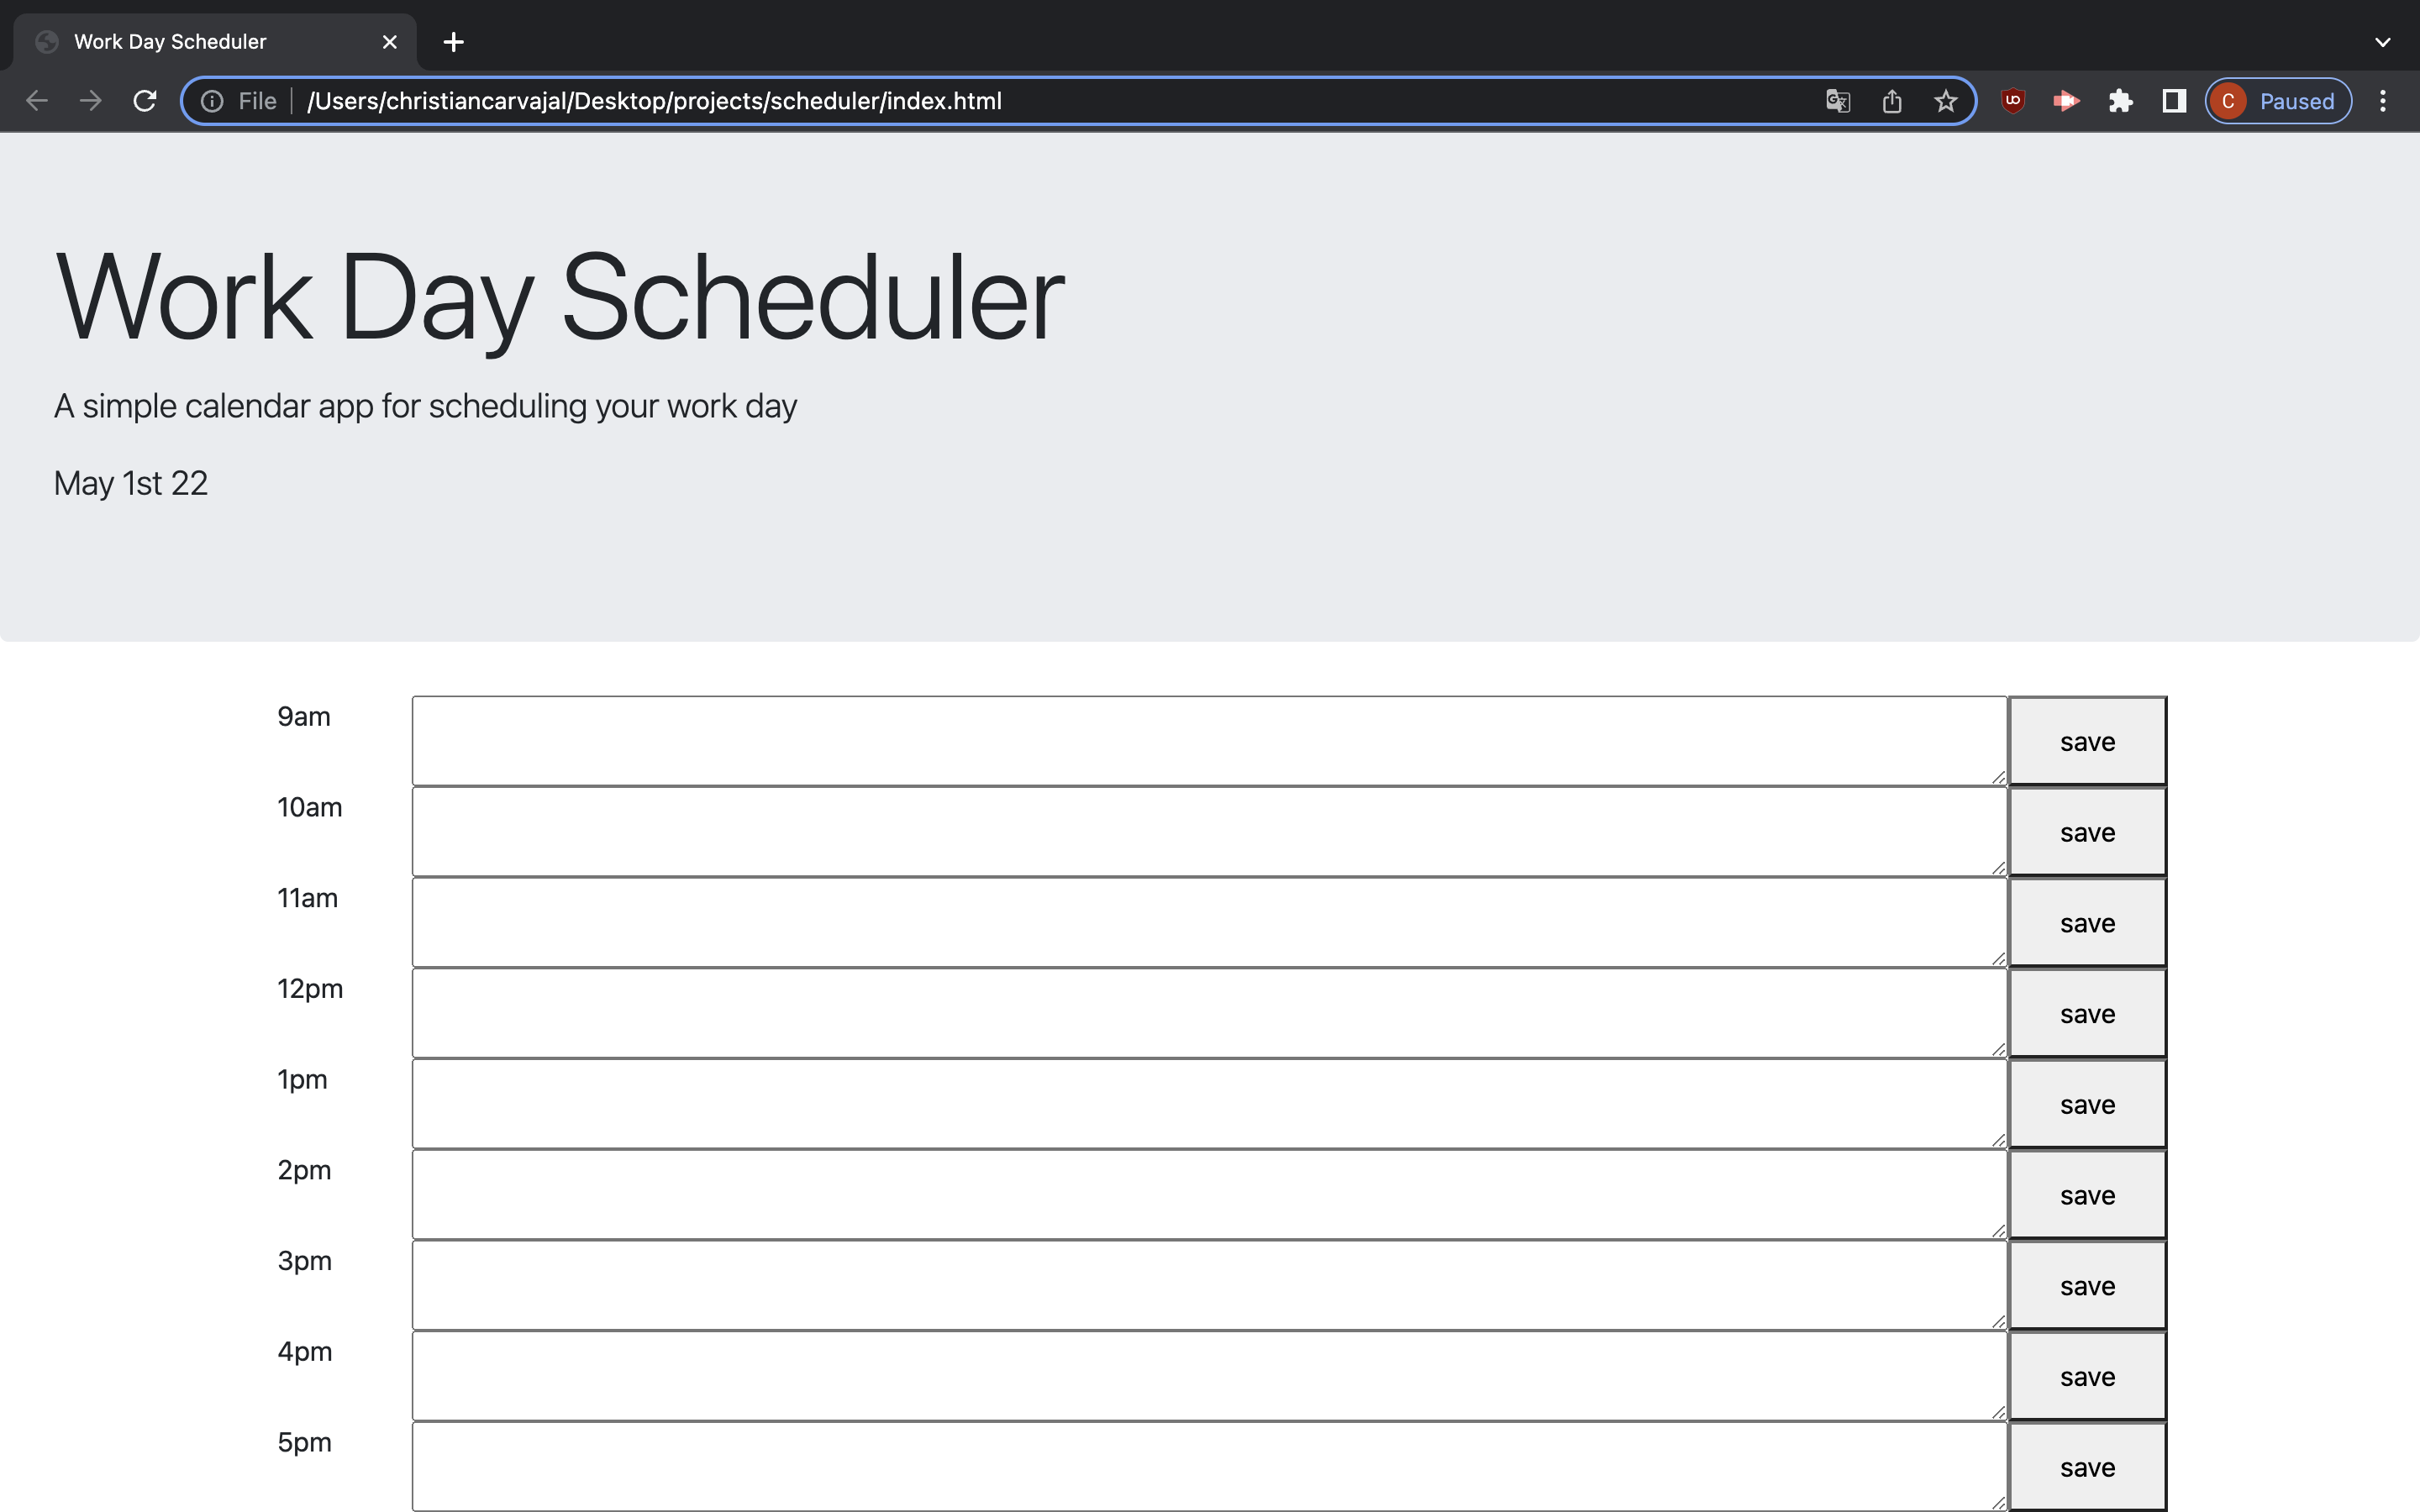 Work Day Scheduler
File /Users/christiancarvajal/Desktop/projects/scheduler/index.html C Paused
Work Day Scheduler
A simple calendar app for scheduling your work day
May 1st 22
9am save
10am save
11am save
12pm save
1pm save
2pm save
3pm save
4pm save
5pm save